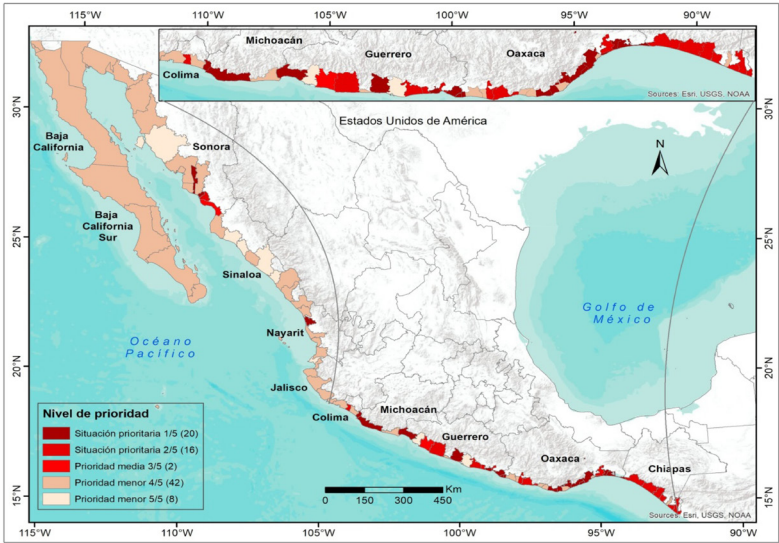 115°W
110°W
105°W
100°W
95°W
90°W
Michoacán
Guerrero
Oaxaca
Colima
Sources: Esri, USGS, NOAA
Estados Unidos de América
N
30°N
30°N
Baja
California
Sonora
Baja
California
Sur
25°N
25°N
Sinaloa
Golfo de
México
Océano
Pacífico
Nayarit
20°N
20°N
Jalisco
Colima
Michoacán
Guerrero
Oaxaca
Chiapas
Nivel de prioridad
Situación prioritaria 1/5 (20)
Situación prioritaria 2/5 (16)
Prioridad media 3/5 (2)
Prioridad menor 4/5 (42)
Prioridad menor 5/5 (8)
Km
0 150 300 450
15°N
15°N
Sources: Esri, USGS, NOAA
115°W
110°W
105°W
100°W
95°W
90°W